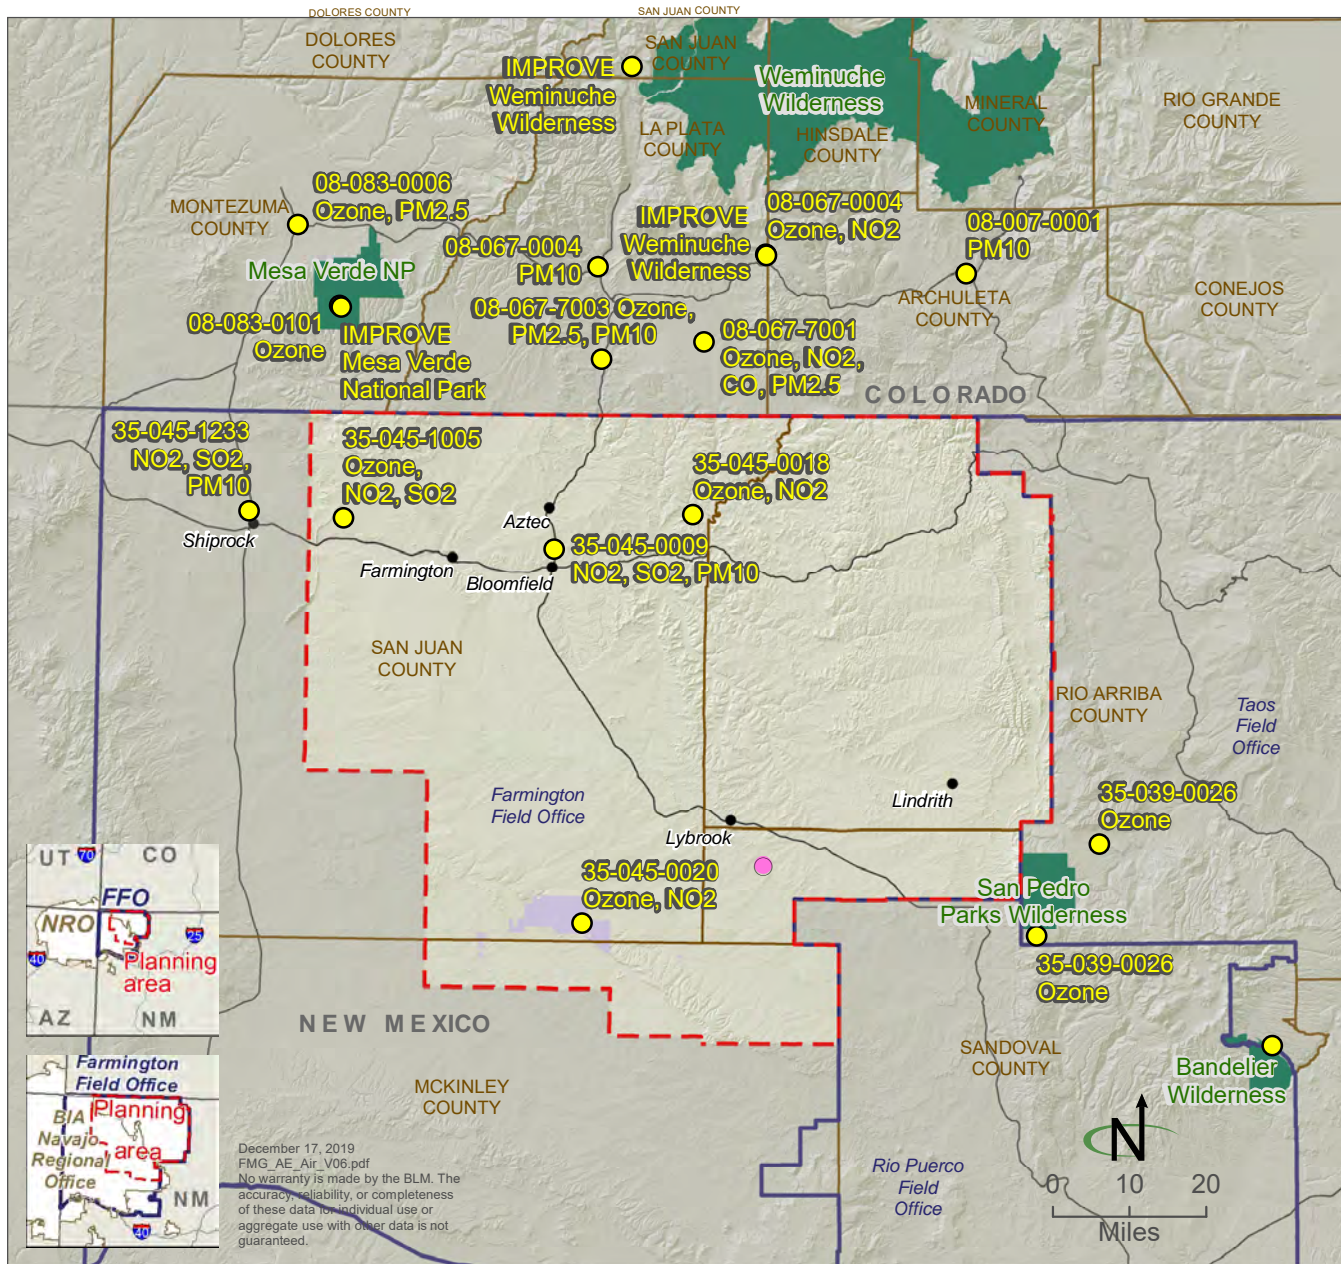 DOLORES COUNTY
SAN JUAN COUNTY
DOLORES
COUNTY
SAN JUAN
COUNTY
IMPROVE
Weminuche
Wilderness
Weminuche
Wilderness
MINERAL
COUNTY
RIO GRANDE
COUNTY
LA PLATA
COUNTY
HINSDALE
COUNTY
08-083-0006
Ozone, PM2.5
MONTEZUMA
COUNTY
IMPROVE
Weminuche
Wilderness
08-067-0004
Ozone, NO2
08-007-0001
PM10
08-067-0004
PM10
Mesa Verde NP
ARCHULETA
COUNTY
CONEJOS
COUNTY
08-083-0101
Ozone
IMPROVE
Mesa Verde
National Park
08-067-7003 Ozone,
PM2.5, PM10
08-067-7001
Ozone, NO2,
CO, PM2.5
COLORADO
35-045-1233
NO2, SO2,
PM10
35-045-1005
Ozone,
NO2, SO2
35-045-0018
Ozone, NO2
Aztec
Shiprock
35-045-0009
NO2, SO2, PM10
Farmington
Bloomfield
SAN JUAN
COUNTY
RIO ARRIBA
COUNTY
Taos
Field
Office
Farmington
Field Office
Lindrith
35-039-0026
Ozone
Lybrook
35-045-0020
Ozone, NO2
San Pedro
Parks Wilderness
35-039-0026
Ozone
NEW MEXICO
SANDOVAL
COUNTY
Bandelier
Wilderness
MCKINLEY
COUNTY
Rio Puerco
Field
Office
N
0 10 20
Miles
UT 70 CO
FFO
NRO
25
40
Planning
area
AZ NM
Farmington
Field Office
Planning
area
BIA
Navajo
Regional
Office
NM
40
December 17, 2019
FMG_AE_Air_V06.pdf
No warranty is made by the BLM. The
accuracy, reliability, or completeness
of these data for individual use or
aggregate use with other data is not
guaranteed.